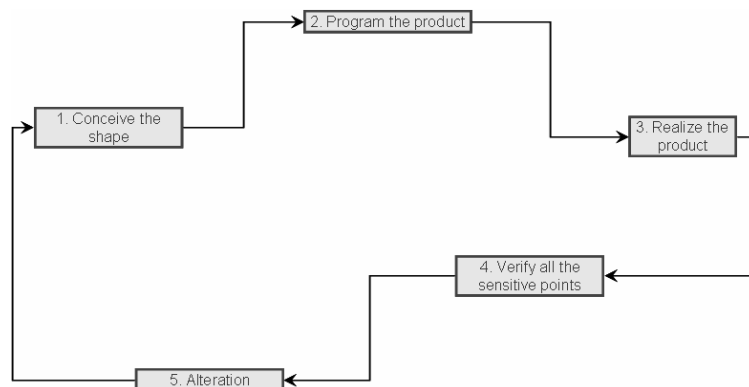 2. Program the product
1. Conceive the
shape
3. Realize the
product
4. Verify all the
sensitive points
5. Alteration